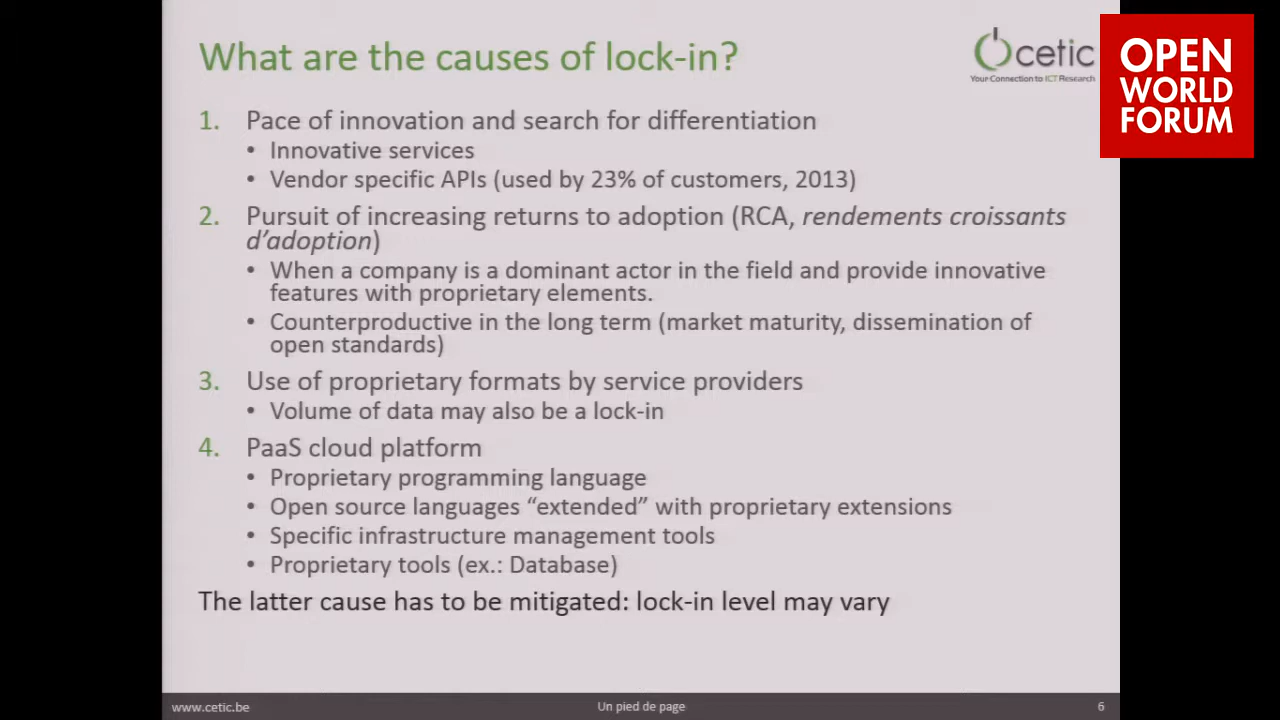 What are the causes of lock-in?
cetic
Your Connection to ICT Research
OPEN
WORLD
FORUM
1. Pace of innovation and search for differentiation
• Innovative services
• Vendor specific APIs (used by 23% of customers, 2013)
2. Pursuit of increasing returns to adoption (RCA, rendements croissants
d’adoption)
• When a company is a dominant actor in the field and provide innovative
features with proprietary elements.
• Counterproductive in the long term (market maturity, dissemination of
open standards)
3. Use of proprietary formats by service providers
• Volume of data may also be a lock-in
4. PaaS cloud platform
• Proprietary programming language
• Open source languages “extended” with proprietary extensions
• Specific infrastructure management tools
• Proprietary tools (ex.: Database)
The latter cause has to be mitigated: lock-in level may vary
www.cetic.be
Un pied de page
6